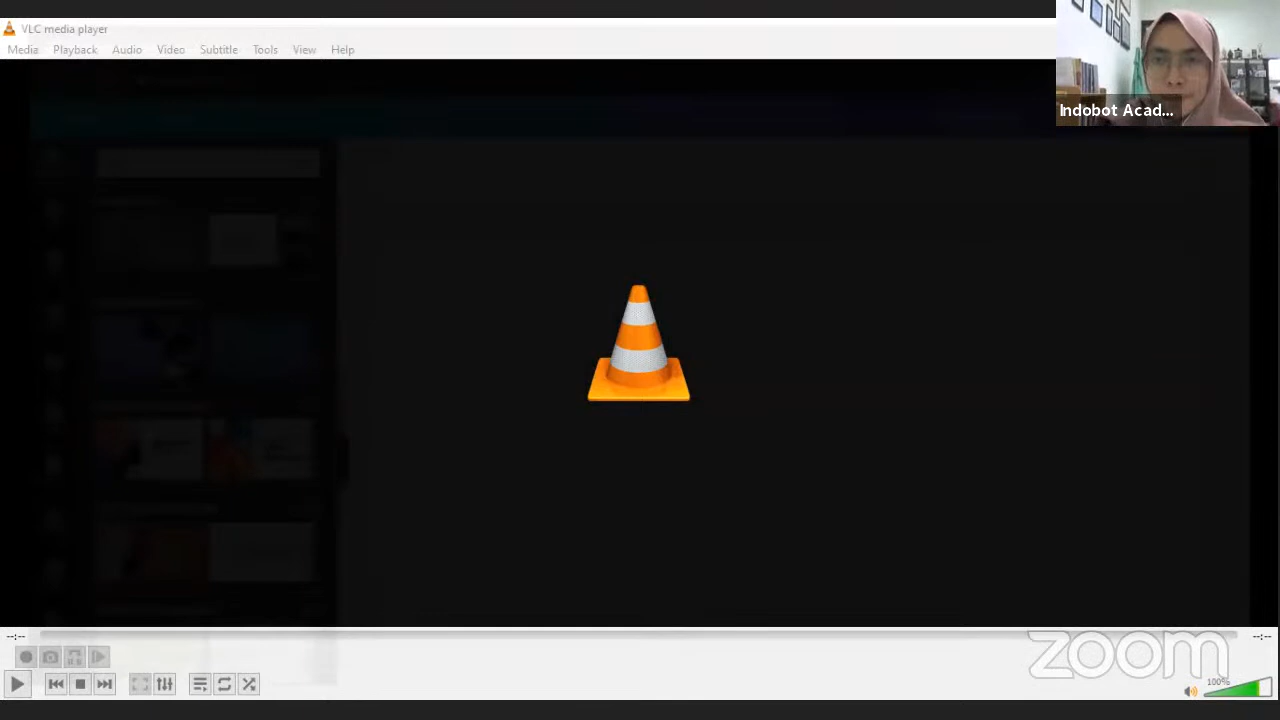 VLC media player
Media Playback Audio Video Subtitle Tools View Help
Indobot Acad...
--:-- --:--
zoom
100%